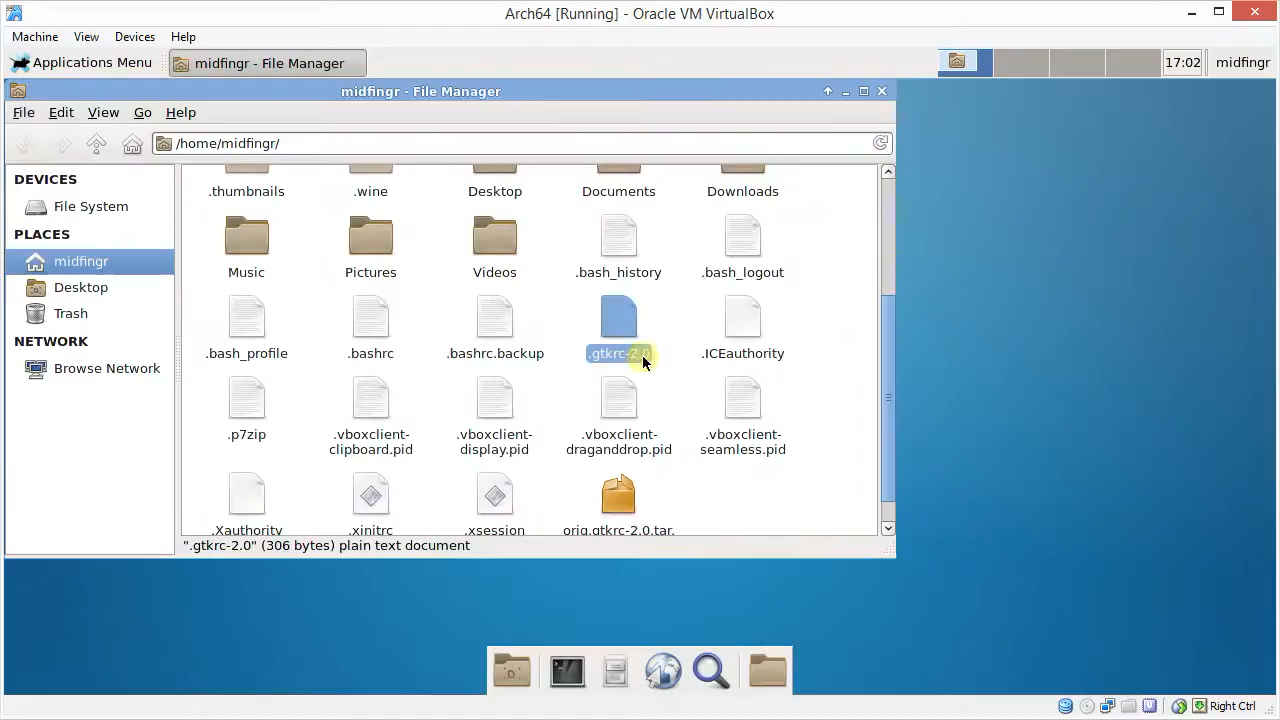 Arch64 [Running] - Oracle VM VirtualBox
Machine View Devices Help
Applications Menu midfingr - File Manager 17:02 midfingr
midfingr - File Manager
File Edit View Go Help
/home/midfingr/
DEVICES
File System
PLACES
midfingr
Desktop
Trash
NETWORK
Browse Network
.thumbnails .wine Desktop Documents Downloads
Music Pictures Videos .bash_history .bash_logout
.bash_profile .bashrc .bashrc.backup .gtkrc-2.0 .ICEauthority
.p7zip .vboxclient-clipboard.pid .vboxclient-display.pid .vboxclient-draganddrop.pid .vboxclient-seamless.pid
.Xauthority .xinitrc .xsession orig.gtkrc-2.0.tar.
".gtkrc-2.0" (306 bytes) plain text document
Right Ctrl